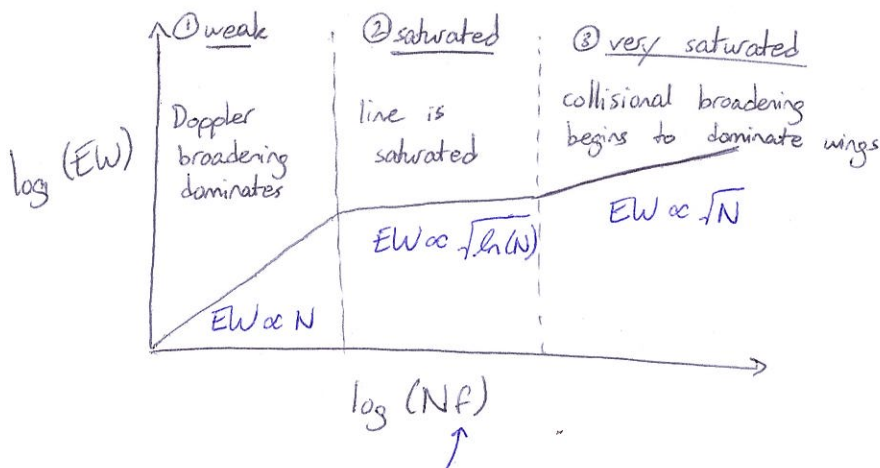 ① weak
Doppler
broadening
dominates
② saturated
line is
saturated
③ very saturated
collisional broadening
begins to dominate wings
log (EW)
EW ∝ N
EW ∝ √ln(N)
EW ∝ √N
log (Nf)